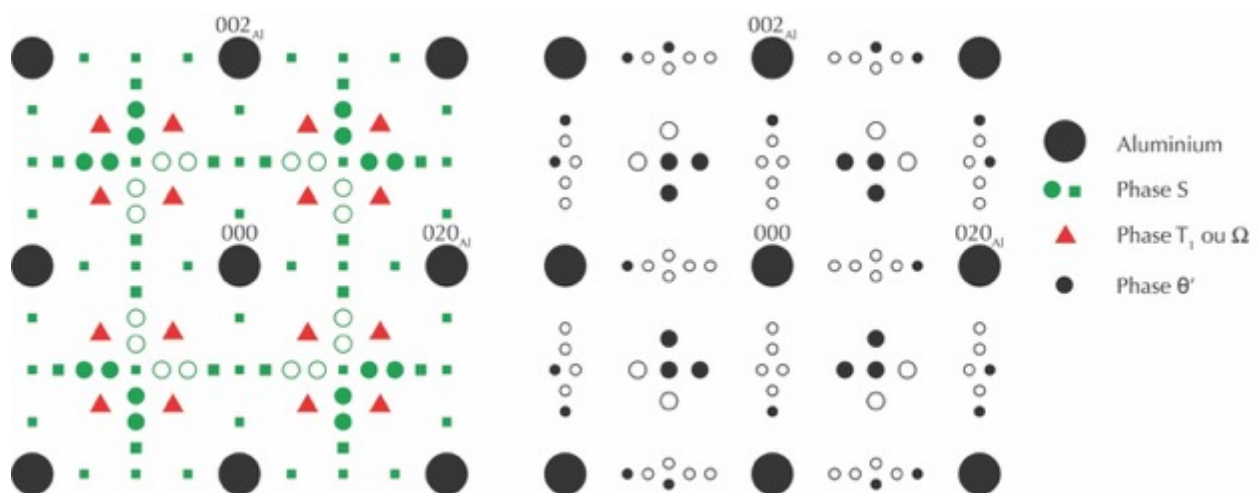 002Al 002Al
000 020Al 000 020Al
Aluminium
Phase S
Phase T1 ou Ω
Phase θ'